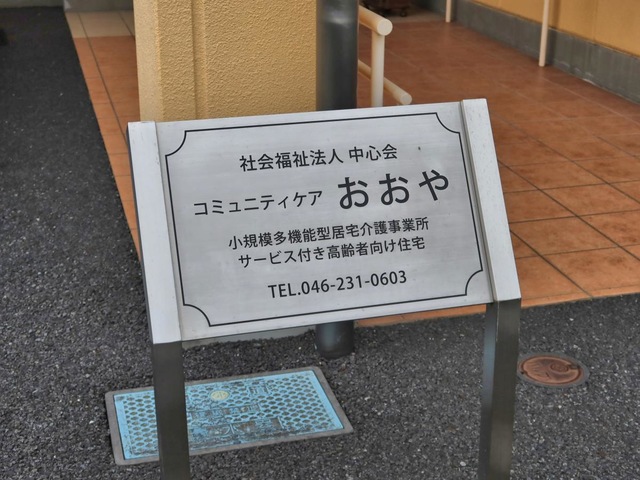 社会福祉法人 中心会
コミュニティケア おおや
小規模多機能型居宅介護事業所
サービス付き高齢者向け住宅
TEL.046-231-0603